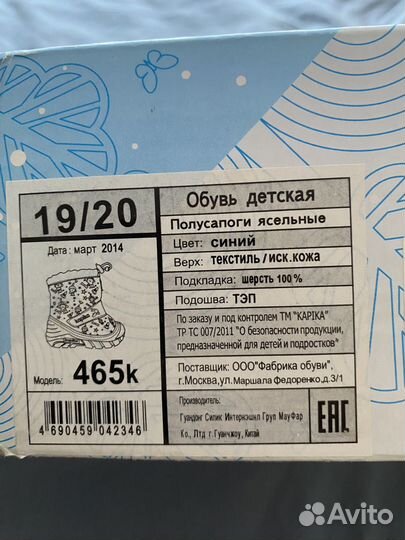 19/20
Дата: март 2014
Модель: 465k
4 690459 042346
Обувь детская
Полусапоги ясельные
Цвет: синий
Верх: текстиль/иск.кожа
Подкладка: шерсть 100%
Подошва: ТЭП
По заказу и под контролем ТМ "KAPIKA"
ТР ТС 007/2011 "О безопасности продукции,
предназначенной для детей и подростков"
Поставщик: ООО"Фабрика обуви",
г.Москва,ул.Маршала Федоренко,д.3/1
Производитель:
Гуандонг Силик Интернэшнл Груп МауФар
Ко., Лтд г.Гуанчжоу, Китай
EAC
Avito